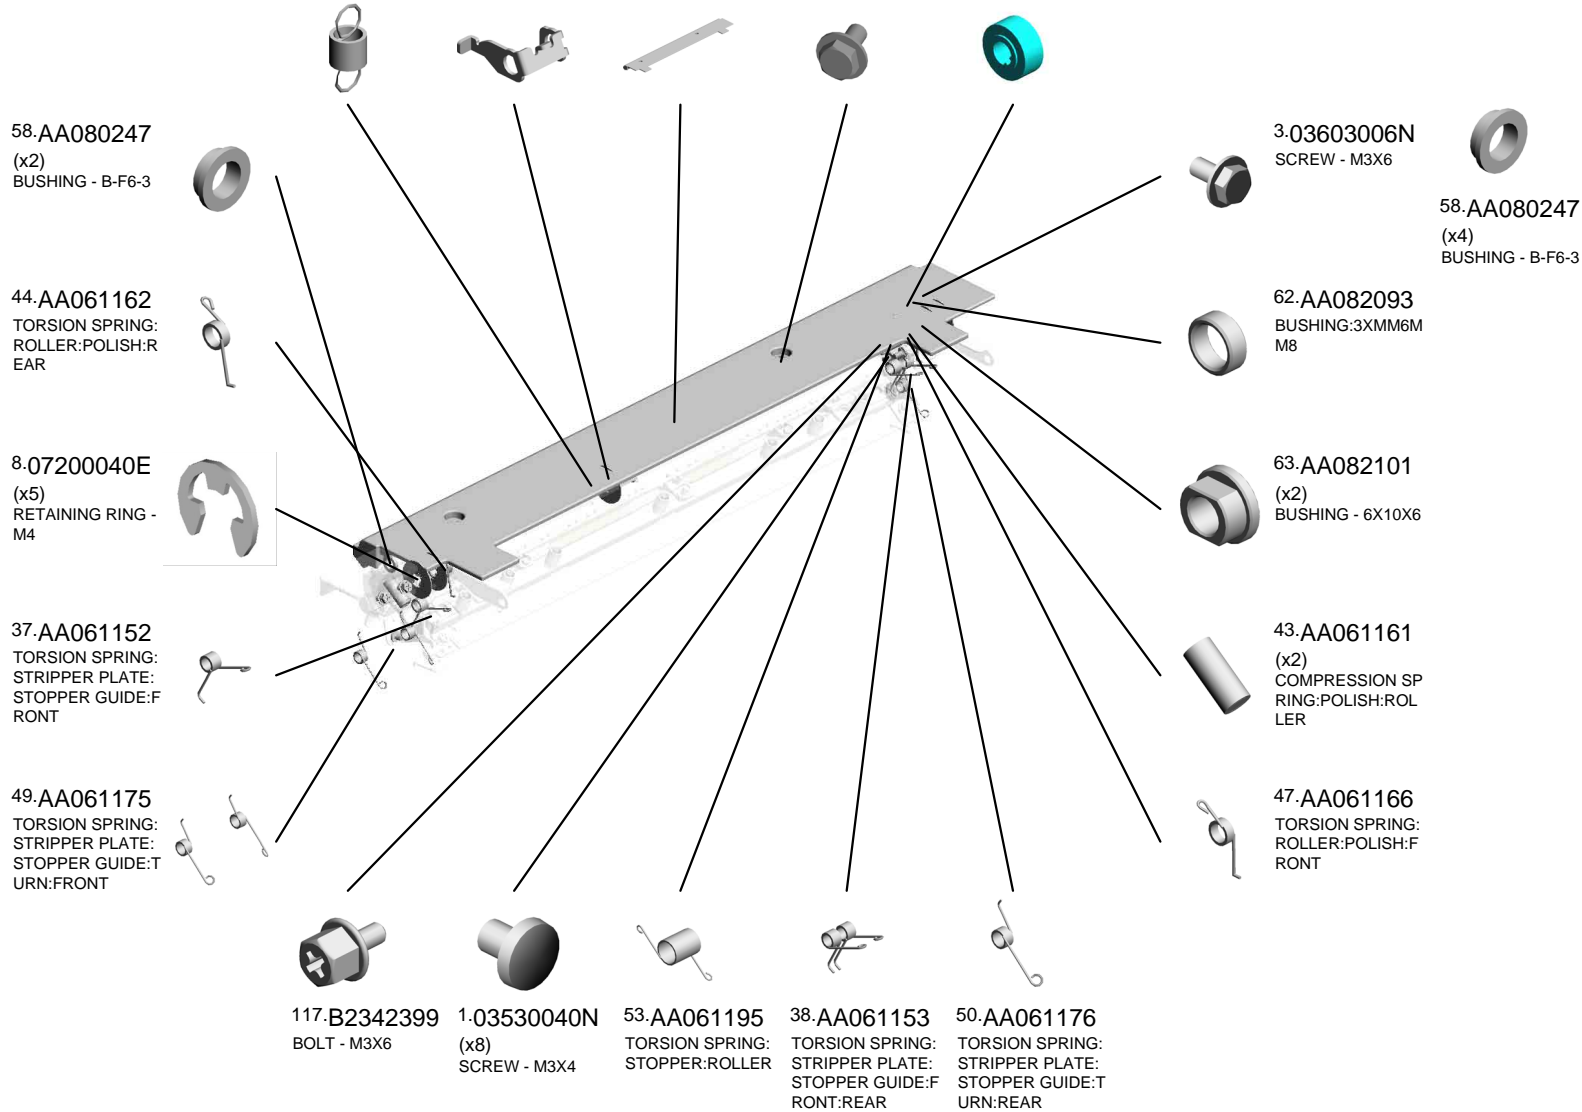 58.AA080247
(x2)
BUSHING - B-F6-3
44.AA061162
TORSION SPRING:
ROLLER:POLISH:R
EAR
8.07200040E
(x5)
RETAINING RING -
M4
37.AA061152
TORSION SPRING:
STRIPPER PLATE:
STOPPER GUIDE:F
RONT
49.AA061175
TORSION SPRING:
STRIPPER PLATE:
STOPPER GUIDE:T
URN:FRONT
117.B2342399
BOLT - M3X6
1.03530040N
(x8)
SCREW - M3X4
53.AA061195
TORSION SPRING:
STOPPER:ROLLER
38.AA061153
TORSION SPRING:
STRIPPER PLATE:
STOPPER GUIDE:F
RONT:REAR
50.AA061176
TORSION SPRING:
STRIPPER PLATE:
STOPPER GUIDE:T
URN:REAR
3.03603006N
SCREW - M3X6
58.AA080247
(x4)
BUSHING - B-F6-3
62.AA082093
BUSHING:3XMM6M
M8
63.AA082101
(x2)
BUSHING - 6X10X6
43.AA061161
(x2)
COMPRESSION SP
RING:POLISH:ROL
LER
47.AA061166
TORSION SPRING:
ROLLER:POLISH:F
RONT